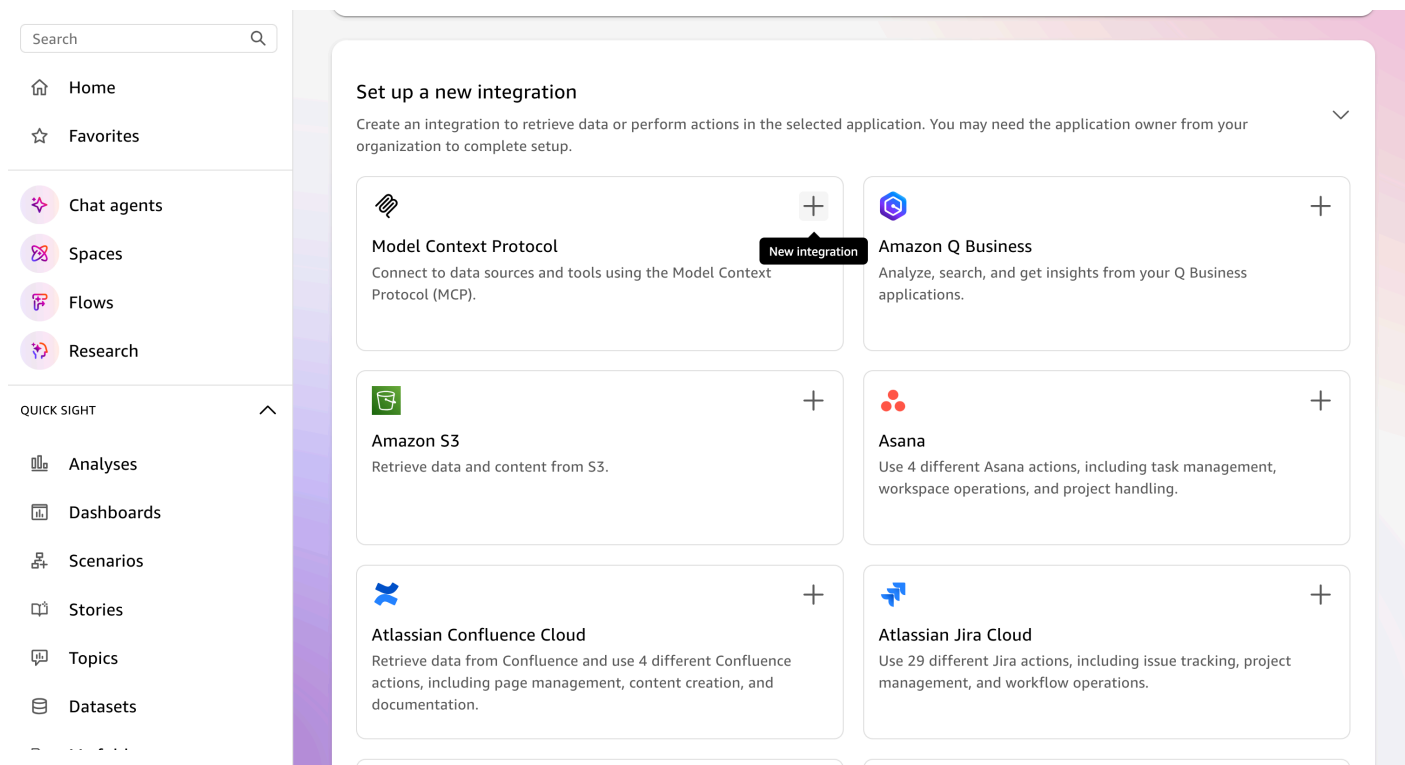 Search
Home
Favorites
Chat agents
Spaces
Flows
Research
QUICK SIGHT
Analyses
Dashboards
Scenarios
Stories
Topics
Datasets
Set up a new integration
Create an integration to retrieve data or perform actions in the selected application. You may need the application owner from your
organization to complete setup.
Model Context Protocol
Connect to data sources and tools using the Model Context
Protocol (MCP).
New integration
Amazon Q Business
Analyze, search, and get insights from your Q Business
applications.
Amazon S3
Retrieve data and content from S3.
Asana
Use 4 different Asana actions, including task management,
workspace operations, and project handling.
Atlassian Confluence Cloud
Retrieve data from Confluence and use 4 different Confluence
actions, including page management, content creation, and
documentation.
Atlassian Jira Cloud
Use 29 different Jira actions, including issue tracking, project
management, and workflow operations.